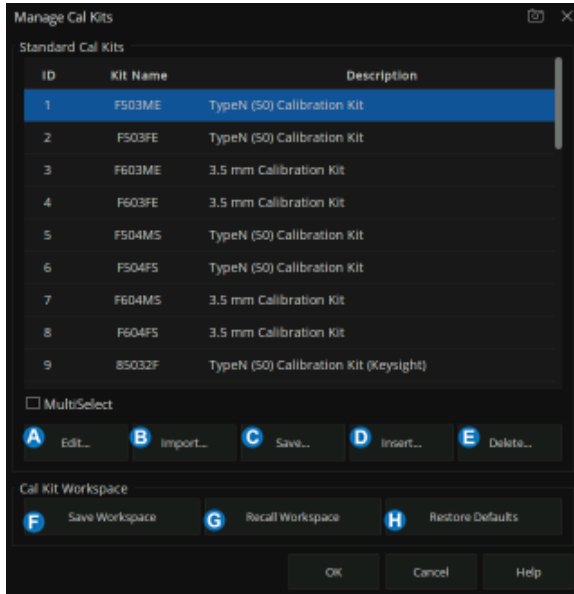 Manage Cal Kits
Standard Cal Kits
ID Kit Name Description
1 F503ME TypeN (50) Calibration Kit
2 F503FE TypeN (50) Calibration Kit
3 F603ME 3.5 mm Calibration Kit
4 F603FE 3.5 mm Calibration Kit
5 F504MS TypeN (50) Calibration Kit
6 F504FS TypeN (50) Calibration Kit
7 F604MS 3.5 mm Calibration Kit
8 F604FS 3.5 mm Calibration Kit
9 85032F TypeN (50) Calibration Kit (Keysight)
MultiSelect
A Edit... B Import... C Save... D Insert... E Delete...
Cal Kit Workspace
F Save Workspace G Recall Workspace H Restore Defaults
OK Cancel Help